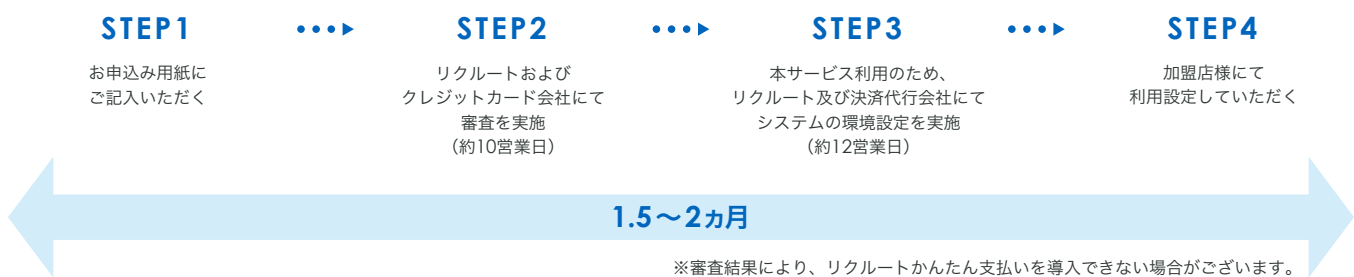 STEP1
お申込み用紙に
ご記入いただく
STEP2
リクルートおよび
クレジットカード会社にて
審査を実施
（約10営業日）
STEP3
本サービス利用のため、
リクルート及び決済代行会社にて
システムの環境設定を実施
（約12営業日）
STEP4
加盟店様にて
利用設定していただく
1.5～2ヵ月
※審査結果により、リクルートかんたん支払いを導入できない場合がございます。